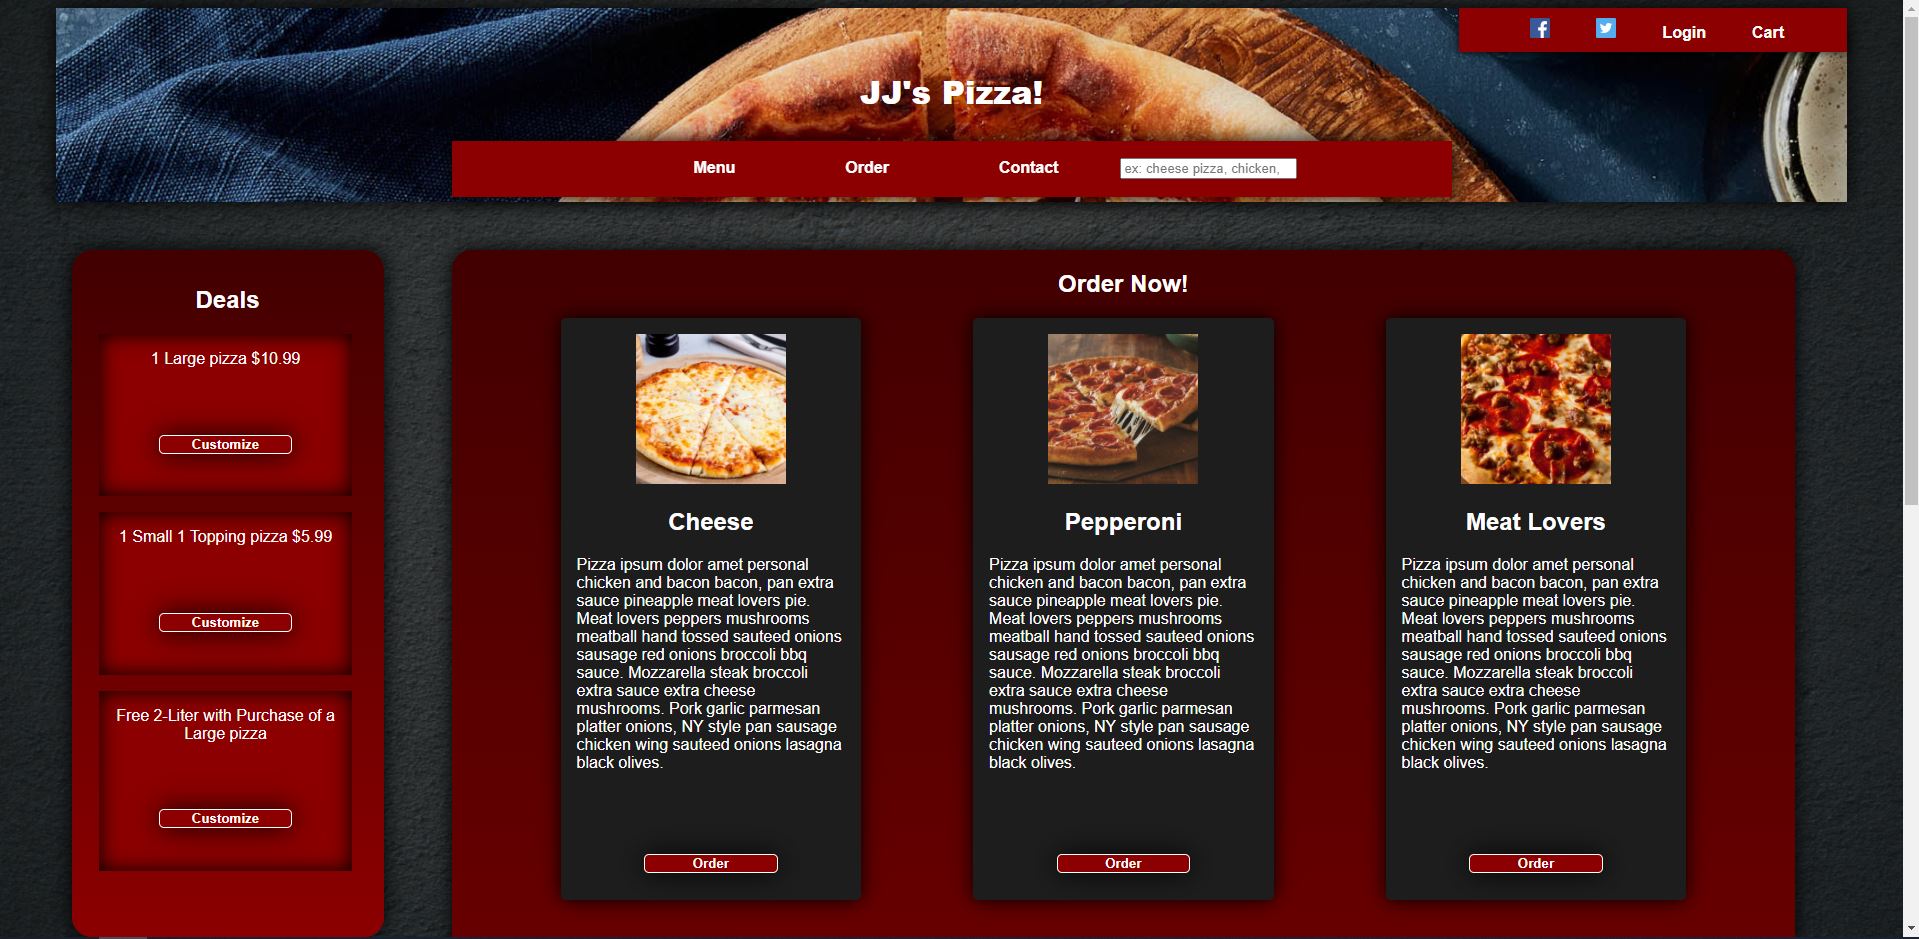 Login
Cart
JJ's Pizza!
Menu
Order
Contact
ex: cheese pizza, chicken,
Deals
1 Large pizza $10.99
Customize
1 Small 1 Topping pizza $5.99
Customize
Free 2-Liter with Purchase of a
Large pizza
Customize
Order Now!
Cheese
Pizza ipsum dolor amet personal
chicken and bacon bacon, pan extra
sauce pineapple meat lovers pie.
Meat lovers peppers mushrooms
meatball hand tossed sauteed onions
sausage red onions broccoli bbq
sauce. Mozzarella steak broccoli
extra sauce extra cheese
mushrooms. Pork garlic parmesan
platter onions, NY style pan sausage
chicken wing sauteed onions lasagna
black olives.
Order
Pepperoni
Pizza ipsum dolor amet personal
chicken and bacon bacon, pan extra
sauce pineapple meat lovers pie.
Meat lovers peppers mushrooms
meatball hand tossed sauteed onions
sausage red onions broccoli bbq
sauce. Mozzarella steak broccoli
extra sauce extra cheese
mushrooms. Pork garlic parmesan
platter onions, NY style pan sausage
chicken wing sauteed onions lasagna
black olives.
Order
Meat Lovers
Pizza ipsum dolor amet personal
chicken and bacon bacon, pan extra
sauce pineapple meat lovers pie.
Meat lovers peppers mushrooms
meatball hand tossed sauteed onions
sausage red onions broccoli bbq
sauce. Mozzarella steak broccoli
extra sauce extra cheese
mushrooms. Pork garlic parmesan
platter onions, NY style pan sausage
chicken wing sauteed onions lasagna
black olives.
Order